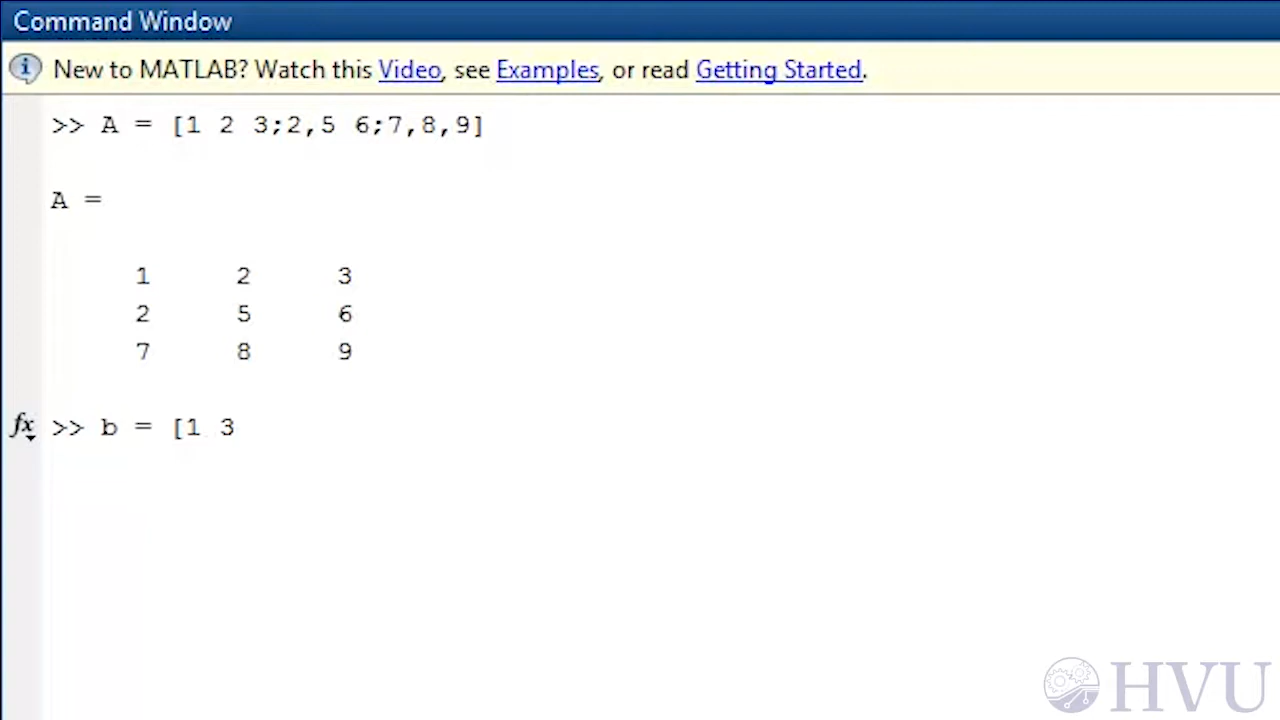 Command Window
New to MATLAB? Watch this Video, see Examples, or read Getting Started.
>> A = [1 2 3;2,5 6;7,8,9]
A =
1 2 3
2 5 6
7 8 9
fx >> b = [1 3
HVU